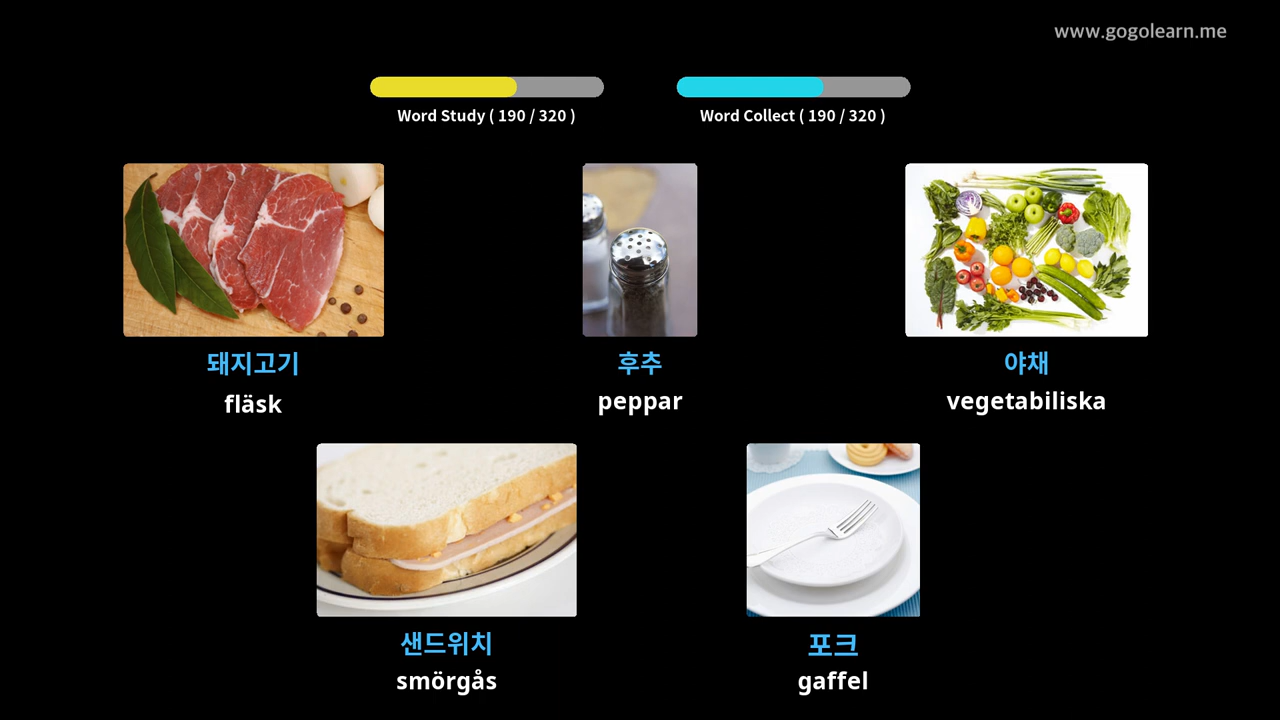 www.gogolearn.me
Word Study ( 190 / 320 )
Word Collect ( 190 / 320 )
돼지고기
fläsk
후추
peppar
야채
vegetabiliska
샌드위치
smörgås
포크
gaffel